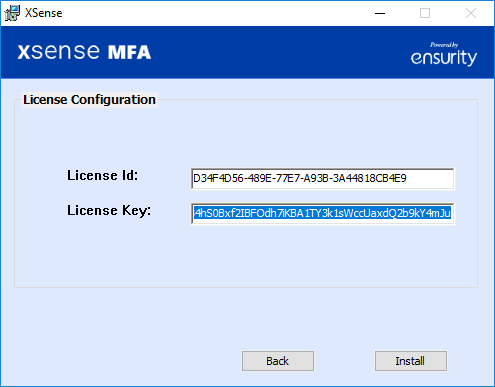 XSense
xsense MFA
Powered by
ensurity
License Configuration
License Id:
D34F4D56-489E-77E7-A93B-3A44818CB4E9
License Key:
4hS0Bxf2IBFOdh7iKBA1TY3k1sWccUaxdQ2b9kY4mJu
Back
Install